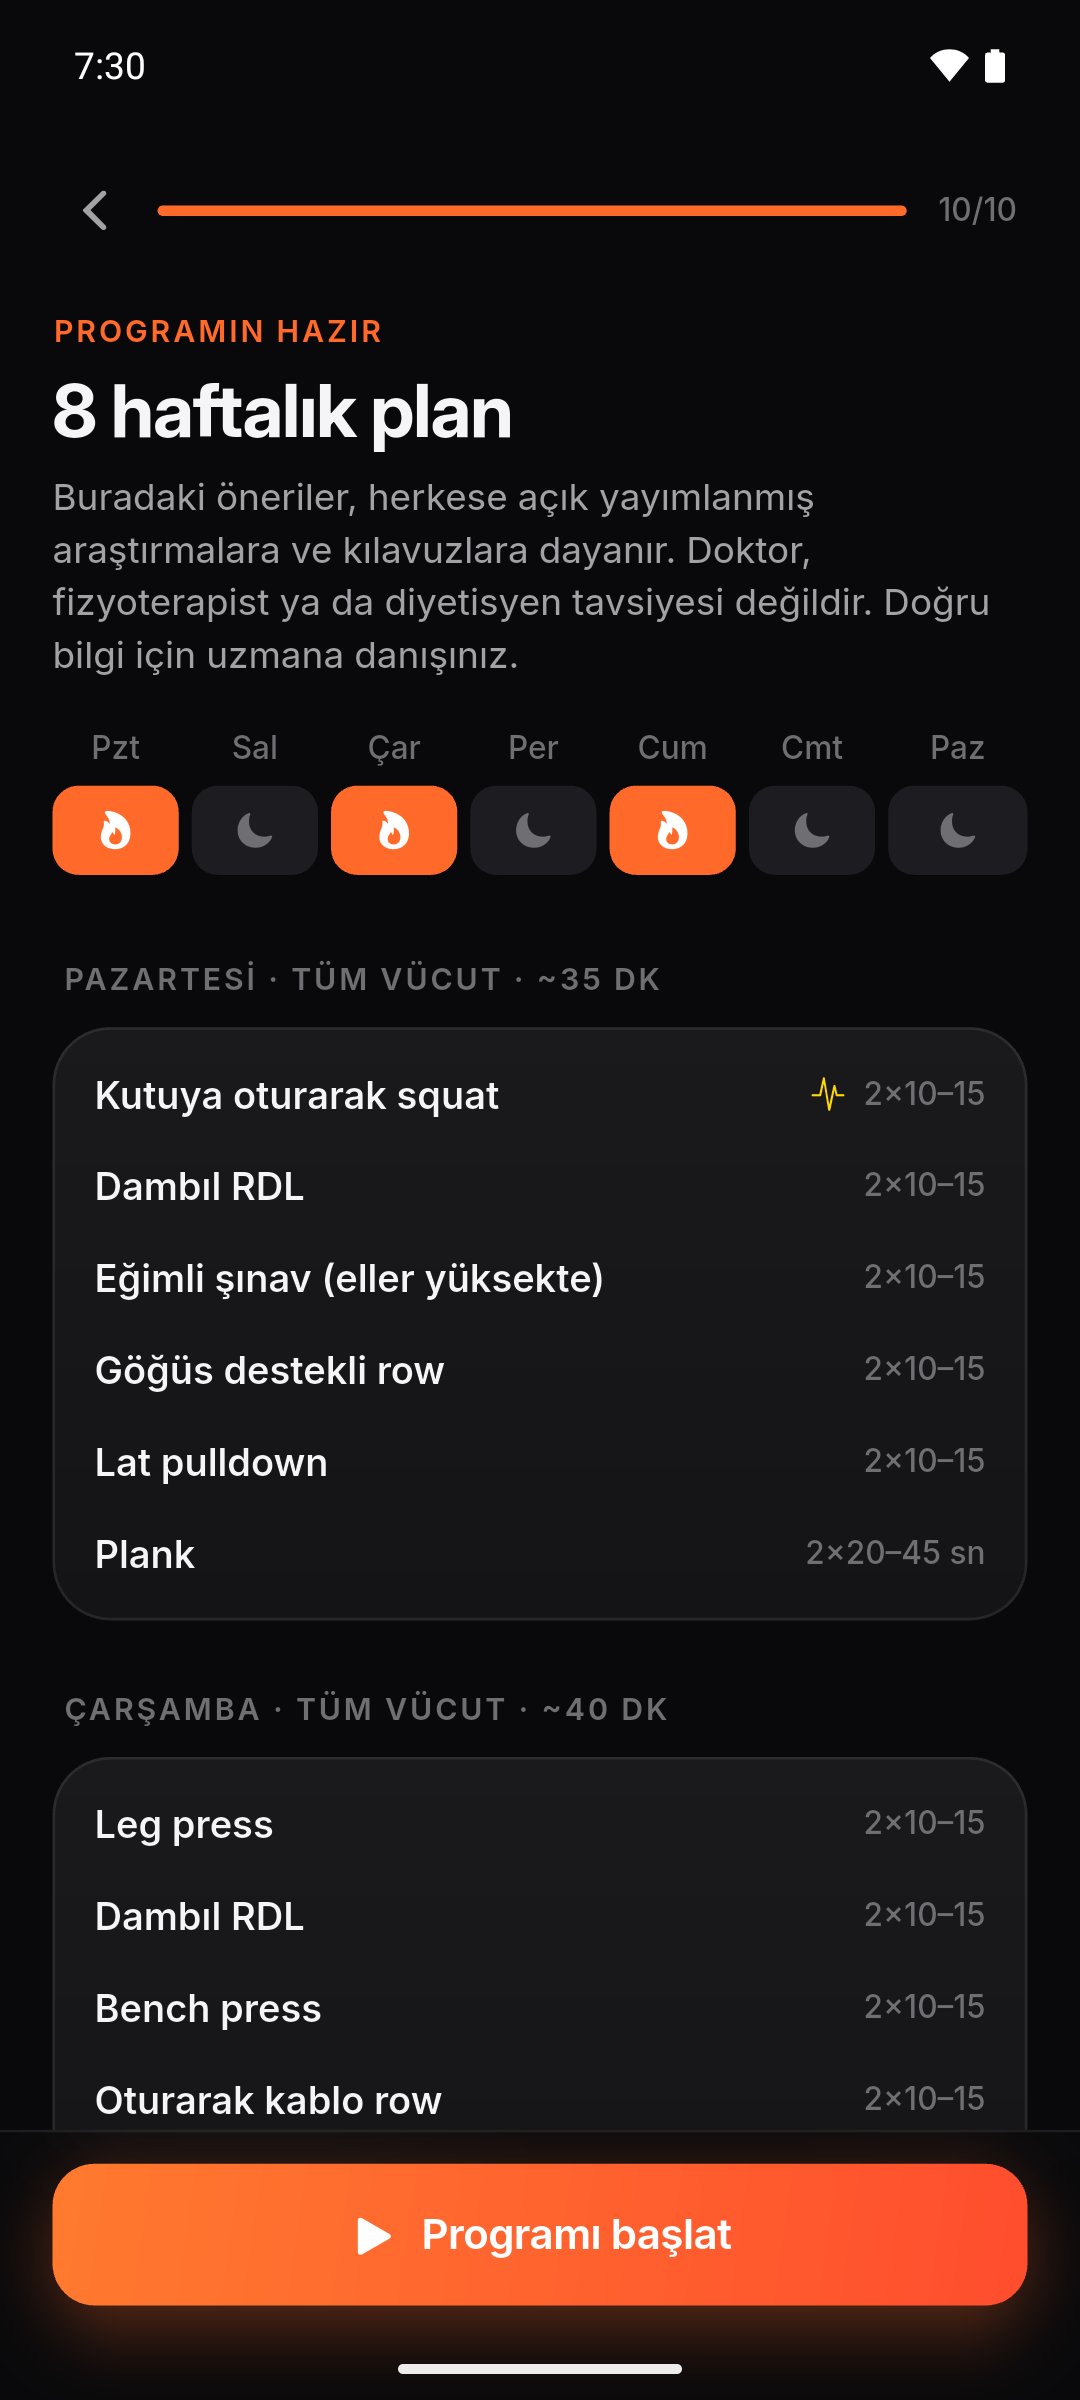 7:30
10/10
PROGRAMIN HAZIR
8 haftalık plan
Buradaki öneriler, herkese açık yayımlanmış
araştırmalara ve kılavuzlara dayanır. Doktor,
fizyoterapist ya da diyetisyen tavsiyesi değildir. Doğru
bilgi için uzmana danışınız.
Pzt Sal Çar Per Cum Cmt Paz
PAZARTESİ · TÜM VÜCUT · ~35 DK
Kutuya oturarak squat 2×10–15
Dambıl RDL 2×10–15
Eğimli şınav (eller yüksekte) 2×10–15
Göğüs destekli row 2×10–15
Lat pulldown 2×10–15
Plank 2×20–45 sn
ÇARŞAMBA · TÜM VÜCUT · ~40 DK
Leg press 2×10–15
Dambıl RDL 2×10–15
Bench press 2×10–15
Oturarak kablo row 2×10–15
Programı başlat